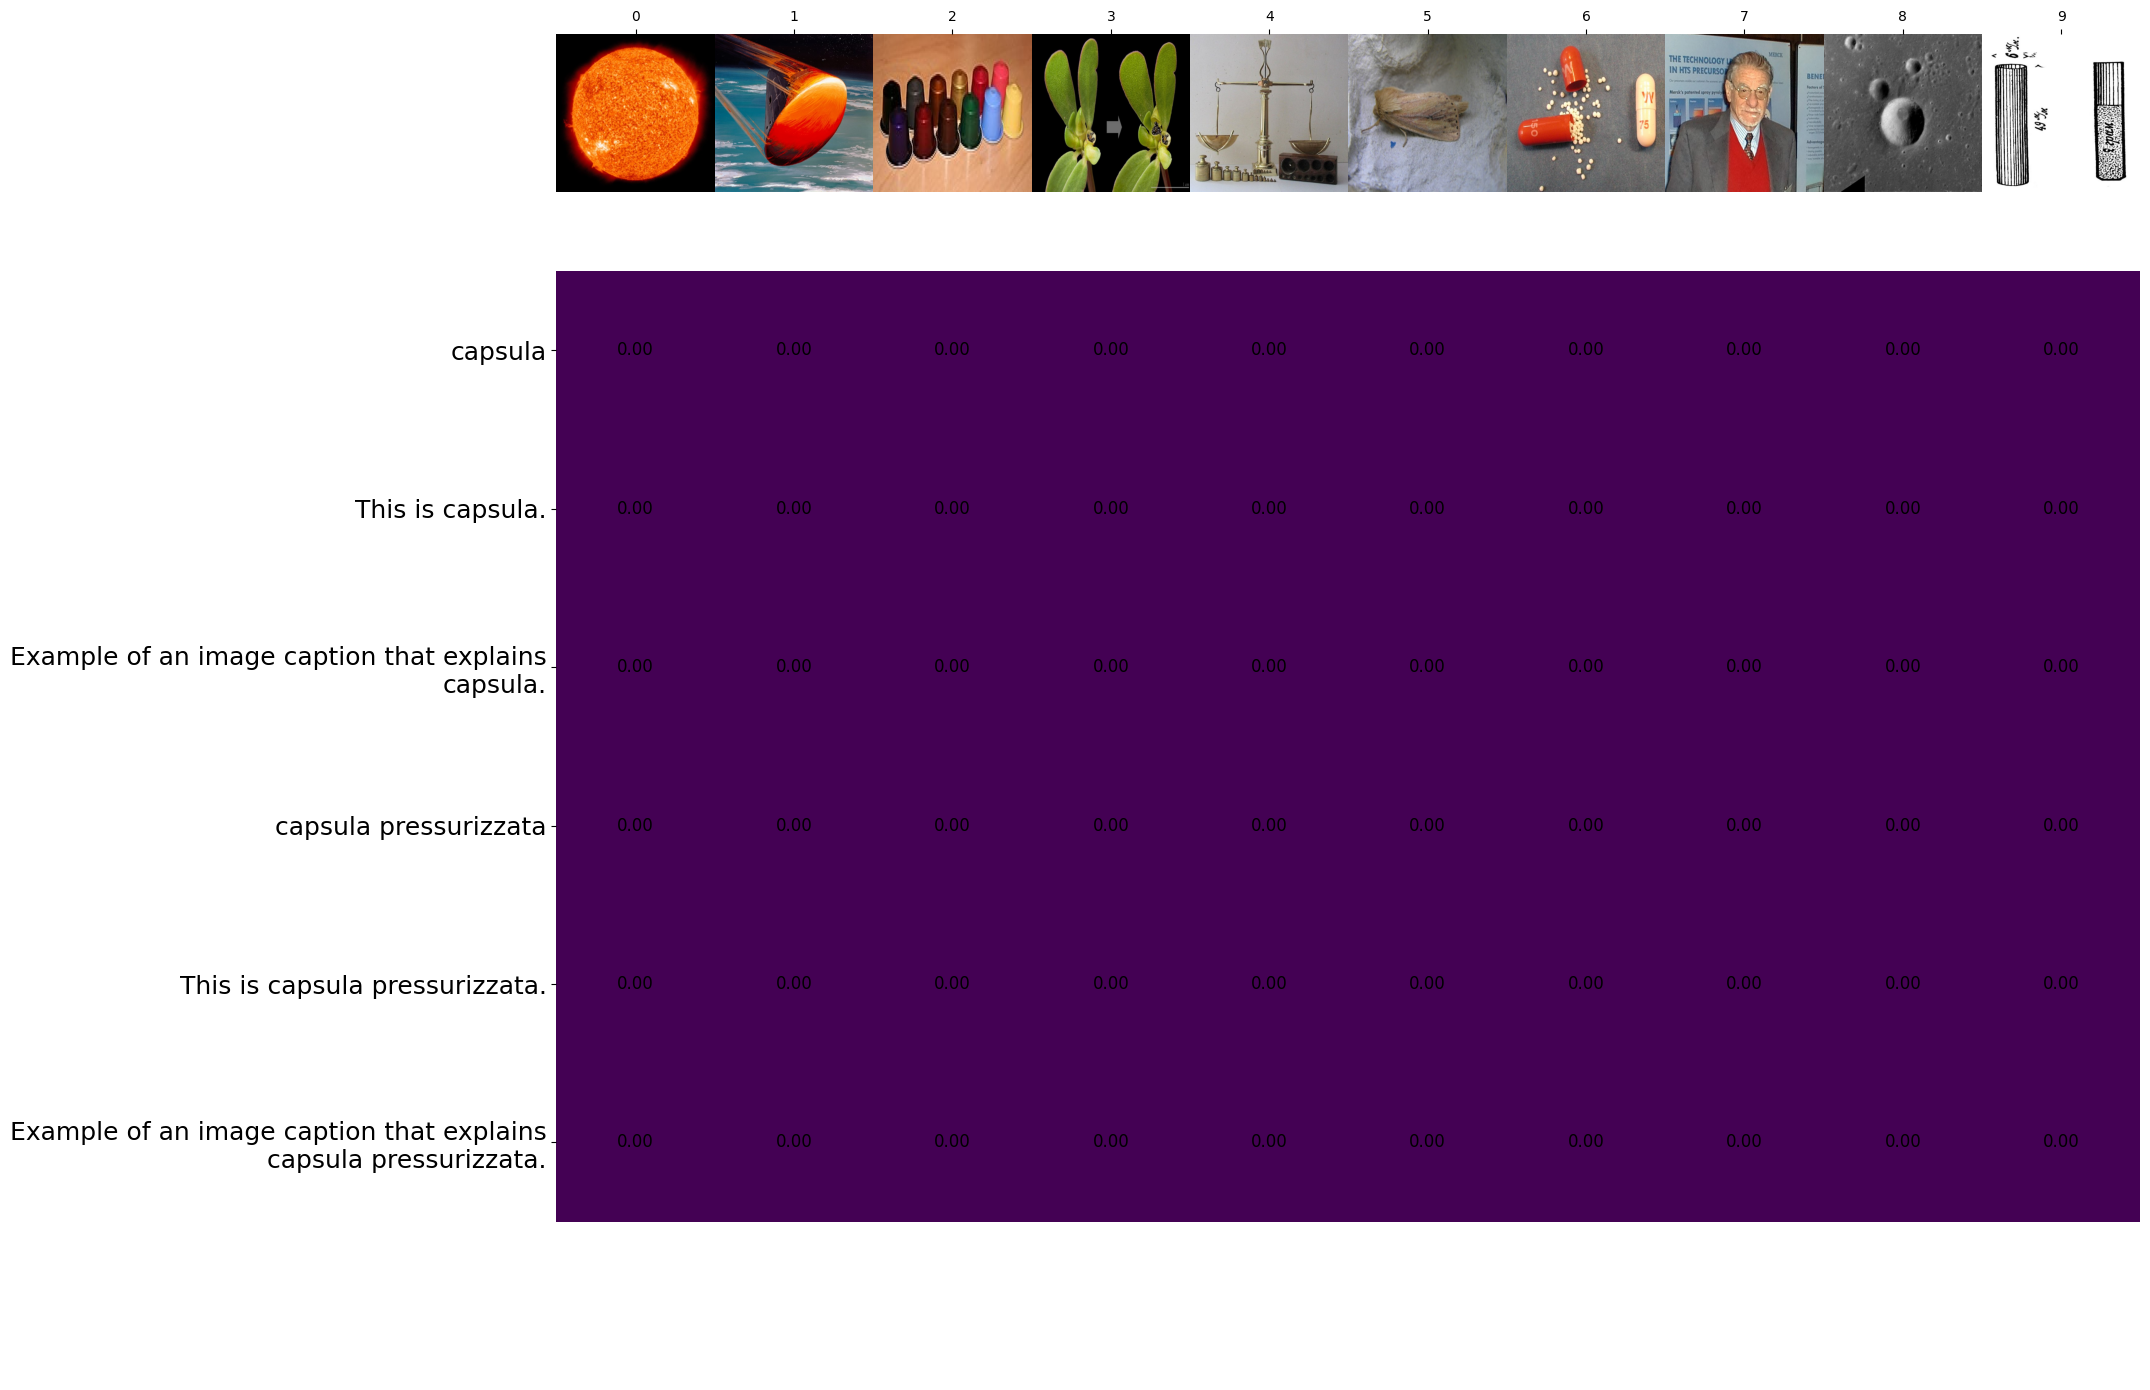 0 1 2 3 4 5 6 7 8 9
THE TECHNOLOGY
IN HTS PRECURSO
BENE
75
capsula 0.00 0.00 0.00 0.00 0.00 0.00 0.00 0.00 0.00 0.00
This is capsula. 0.00 0.00 0.00 0.00 0.00 0.00 0.00 0.00 0.00 0.00
Example of an image caption that explains
capsula. 0.00 0.00 0.00 0.00 0.00 0.00 0.00 0.00 0.00 0.00
capsula pressurizzata 0.00 0.00 0.00 0.00 0.00 0.00 0.00 0.00 0.00 0.00
This is capsula pressurizzata. 0.00 0.00 0.00 0.00 0.00 0.00 0.00 0.00 0.00 0.00
Example of an image caption that explains
capsula pressurizzata. 0.00 0.00 0.00 0.00 0.00 0.00 0.00 0.00 0.00 0.00